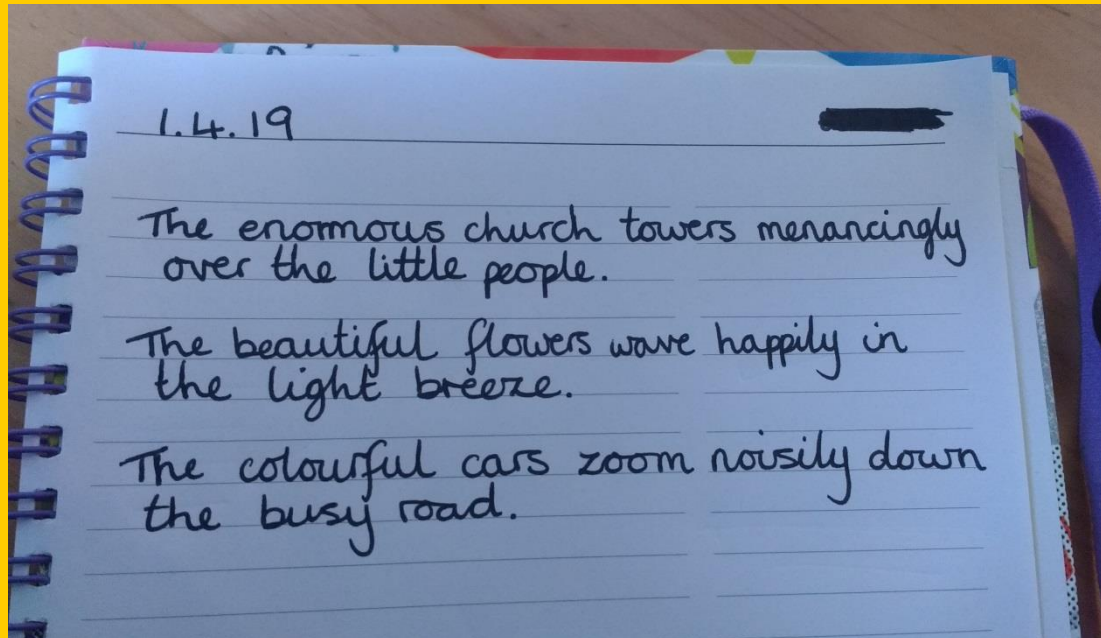 1.4.19
The enormous church towers menancingly
over the little people.
The beautiful flowers wave happily in
the light breeze.
The colourful cars zoom noisily down
the busy road.